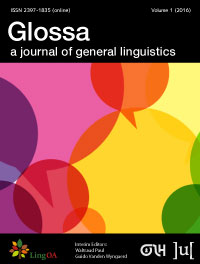 ISSN 2397-1835 (online) Volume 1 (2016)
Glossa
a journal of general linguistics
LingOA
Interim Editors:
Waltraud Paul
Guido Vanden Wyngaerd
]u[